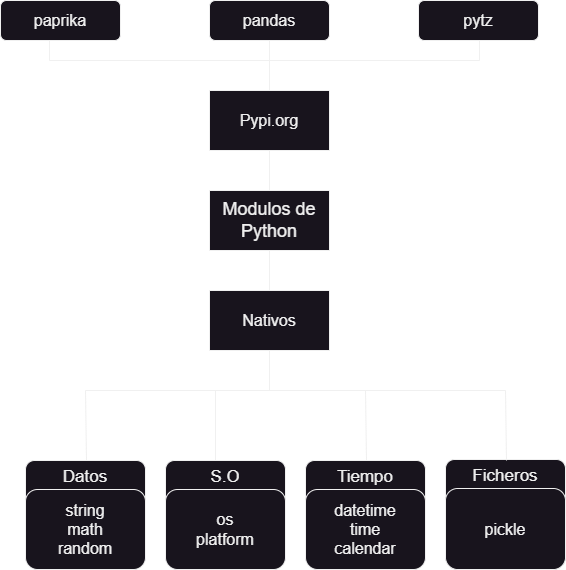 paprika
pandas
pytz
Pypi.org
Modulos de
Python
Nativos
Datos
string
math
random
S.O
os
platform
Tiempo
datetime
time
calendar
Ficheros
pickle